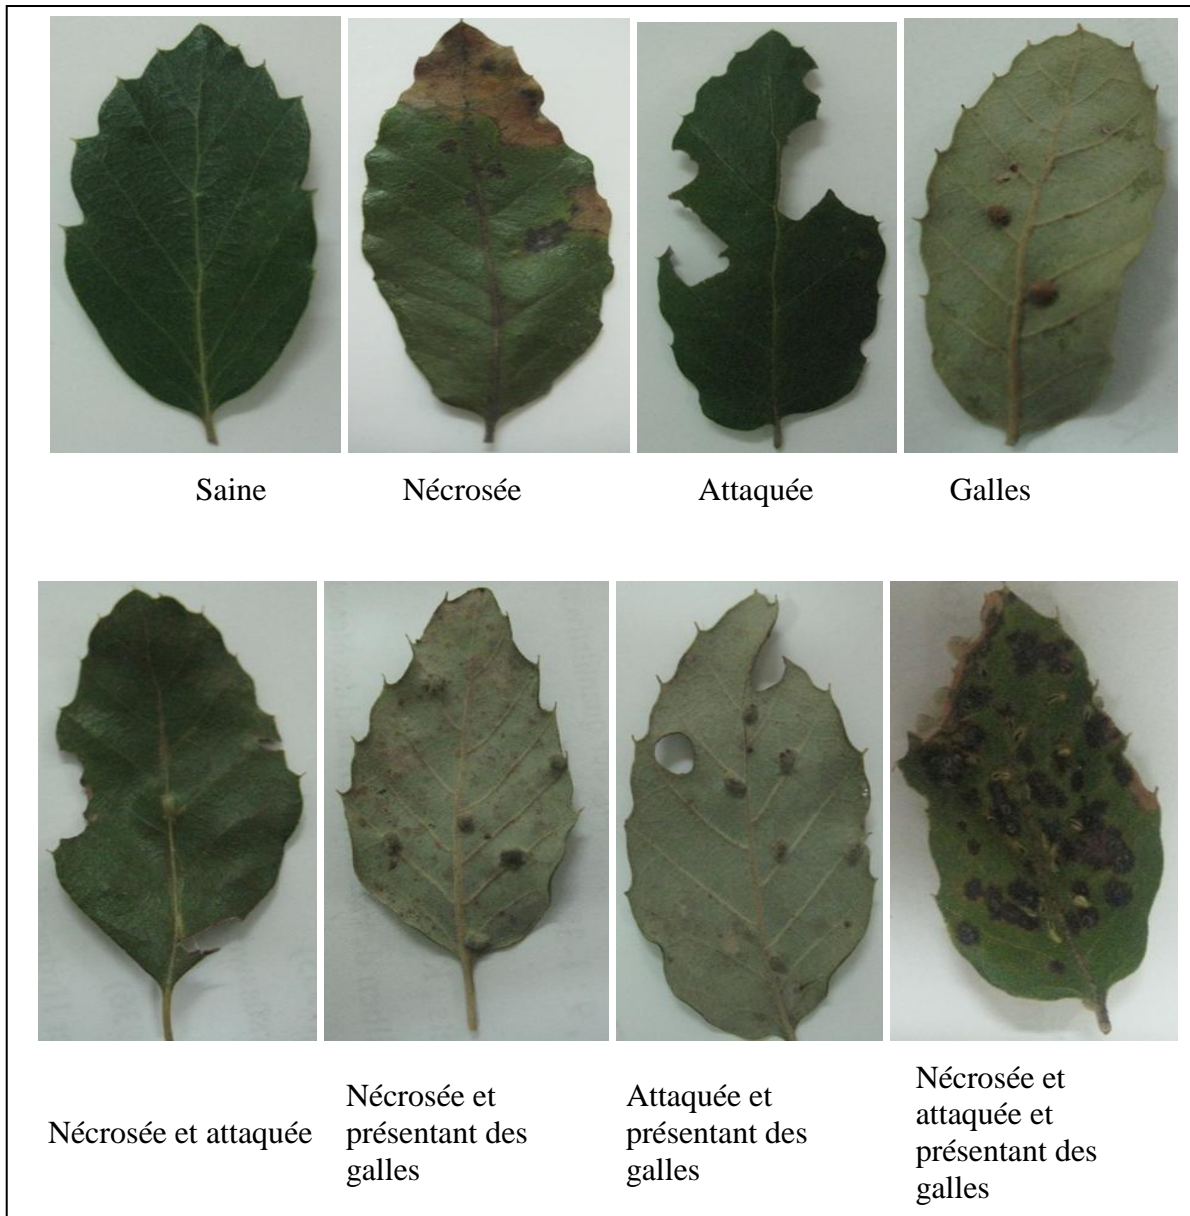 Saine
Nécrosée
Attaquée
Galles
Nécrosée et attaquée
Nécrosée et
présentant des
galles
Attaquée et
présentant des
galles
Nécrosée et
attaquée et
présentant des
galles